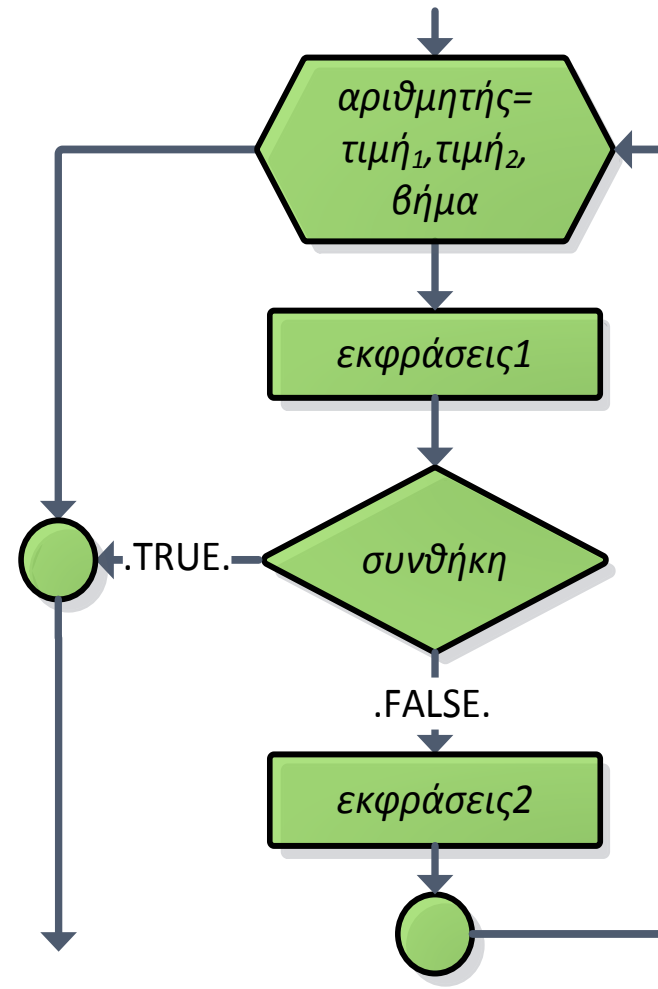 αριθμητής=
τιμή₁,τιμή₂,
βήμα
εκφράσεις1
.TRUE.
συνθήκη
.FALSE.
εκφράσεις2